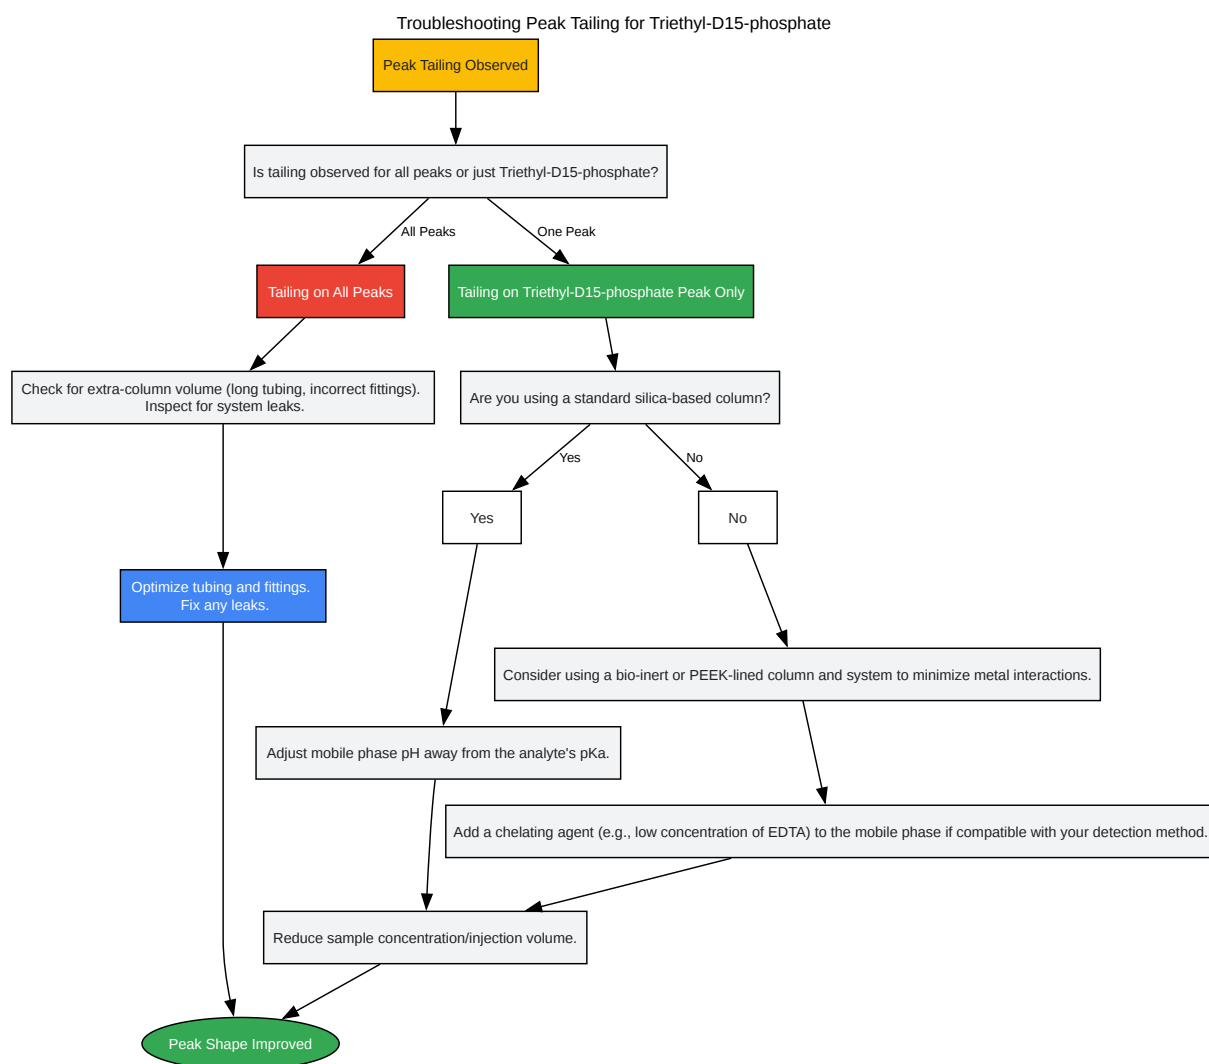 Troubleshooting Peak Tailing for Triethyl-D15-phosphate
Peak Tailing Observed
Is tailing observed for all peaks or just Triethyl-D15-phosphate?
All Peaks
One Peak
Tailing on All Peaks
Tailing on Triethyl-D15-phosphate Peak Only
Check for extra-column volume (long tubing, incorrect fittings).
Inspect for system leaks.
Are you using a standard silica-based column?
Yes
No
Yes
No
Optimize tubing and fittings.
Fix any leaks.
Consider using a bio-inert or PEEK-lined column and system to minimize metal interactions.
Adjust mobile phase pH away from the analyte's pKa.
Add a chelating agent (e.g., low concentration of EDTA) to the mobile phase if compatible with your detection method.
Reduce sample concentration/injection volume.
Peak Shape Improved